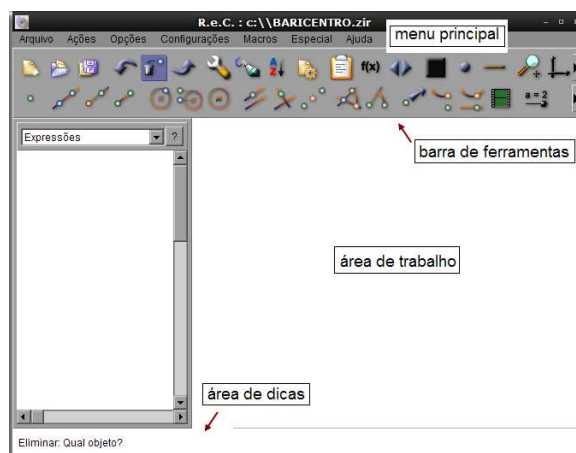 R.e.C. : c:\\BARICENTRO.zir
Arquivo Ações Opções Configurações Macros Especial Ajuda
menu principal
f(x)
A
Z
a = 2
barra de ferramentas
Expressões
?
área de trabalho
área de dicas
Eliminar: Qual objeto?